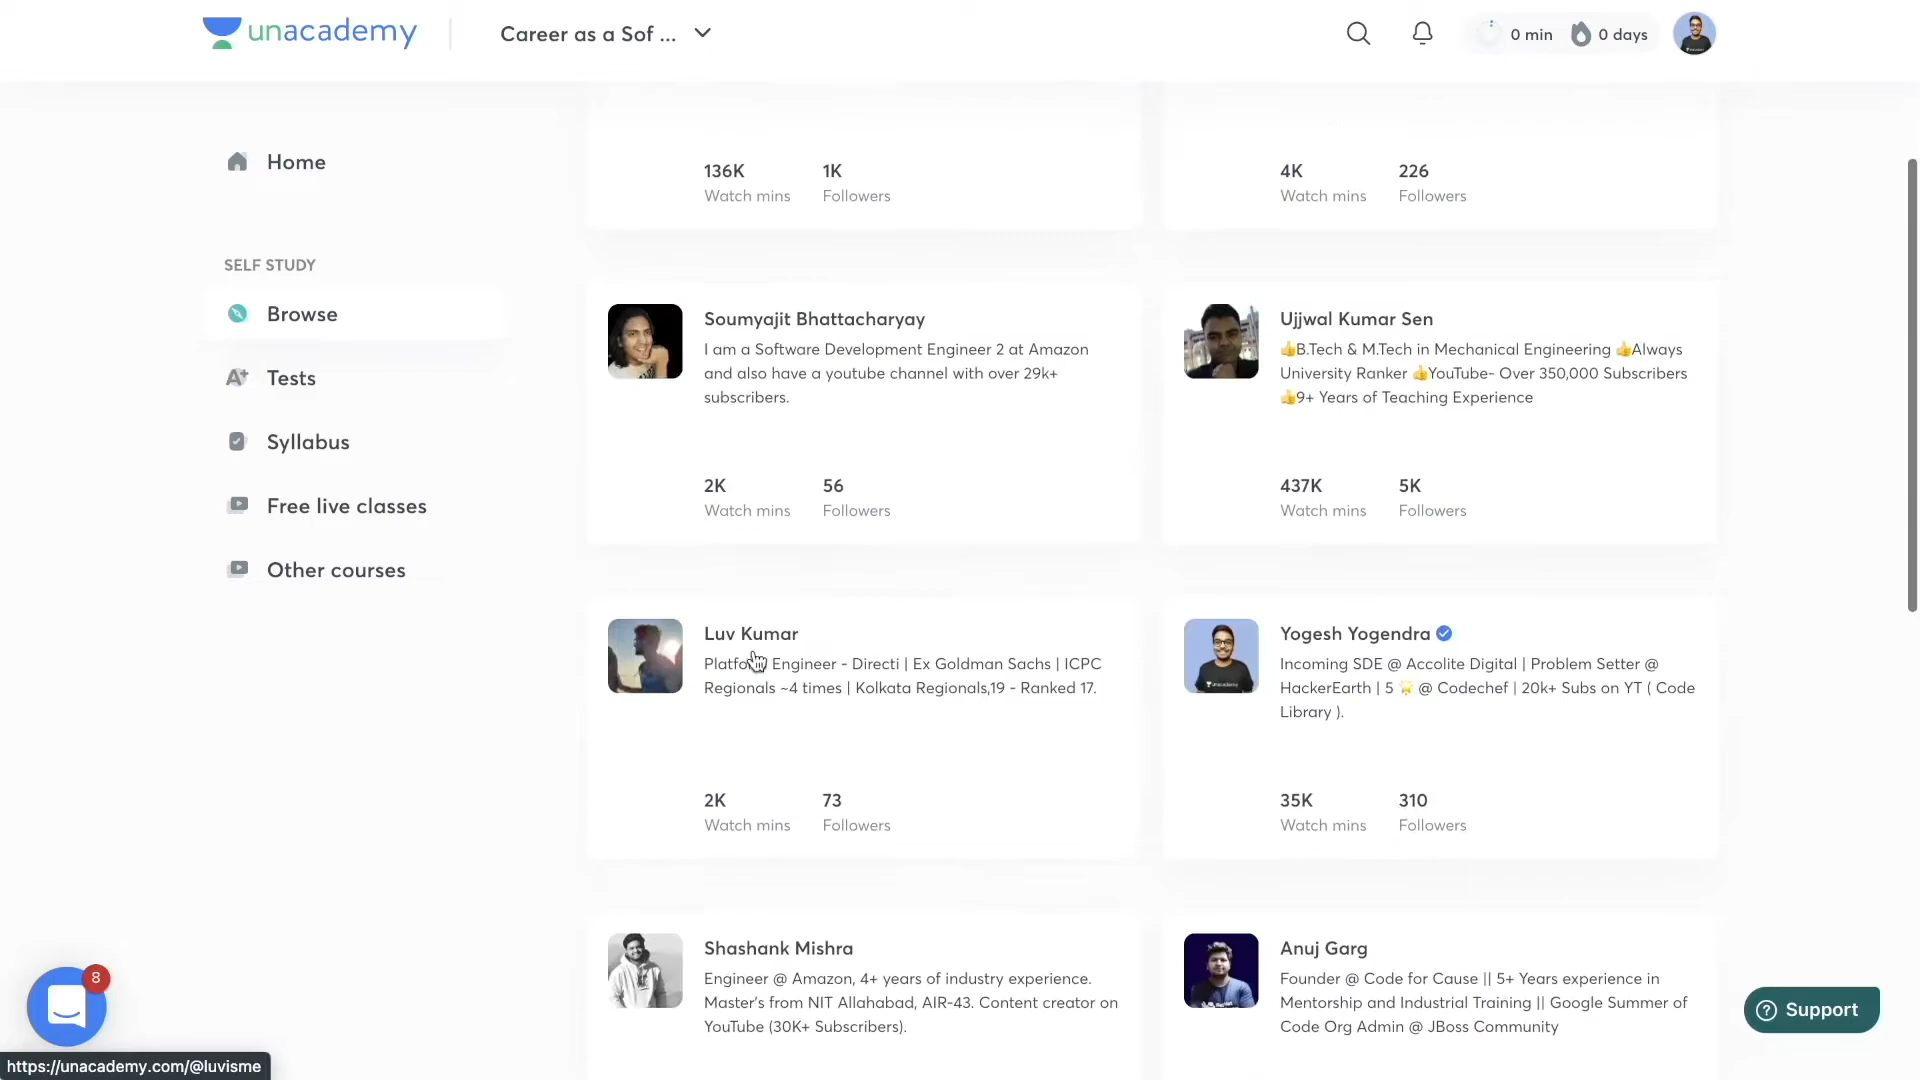 unacademy
Career as a Sof ...
0 min
0 days
Home
SELF STUDY
Browse
Tests
Syllabus
Free live classes
Other courses
136K 1K
Watch mins Followers
4K 226
Watch mins Followers
Soumyajit Bhattacharyay
I am a Software Development Engineer 2 at Amazon
and also have a youtube channel with over 29k+
subscribers.
2K 56
Watch mins Followers
Ujjwal Kumar Sen
👍B.Tech & M.Tech in Mechanical Engineering 👍Always
University Ranker 👍YouTube- Over 350,000 Subscribers
👍9+ Years of Teaching Experience
437K 5K
Watch mins Followers
Luv Kumar
Engineer - Directi | Ex Goldman Sachs | ICPC
Regionals ~4 times | Kolkata Regionals,19 - Ranked 17.
2K 73
Watch mins Followers
Yogesh Yogendra
Incoming SDE @ Accolite Digital | Problem Setter @
HackerEarth | 5 🌟 @ Codechef | 20k+ Subs on YT ( Code
Library ).
35K 310
Watch mins Followers
Shashank Mishra
Engineer @ Amazon, 4+ years of industry experience.
Master's from NIT Allahabad, AIR-43. Content creator on
YouTube (30K+ Subscribers).
Anuj Garg
Founder @ Code for Cause || 5+ Years experience in
Mentorship and Industrial Training || Google Summer of
Code Org Admin @ JBoss Community
8
Support
https://unacademy.com/@luvisme